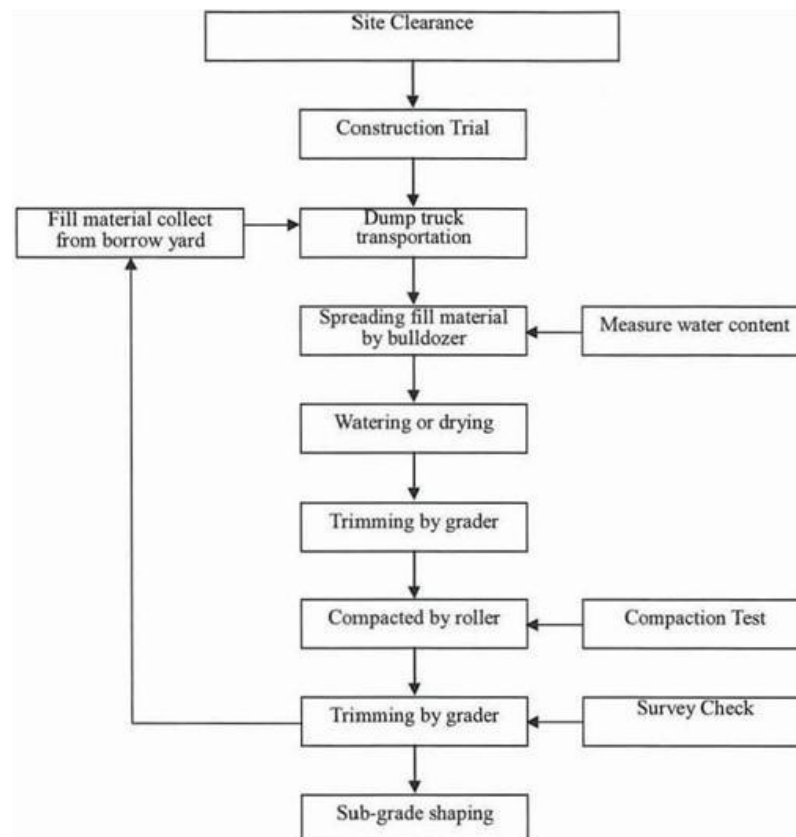 Site Clearance
Construction Trial
Fill material collect
from borrow yard
Dump truck
transportation
Spreading fill material
by bulldozer
Measure water content
Watering or drying
Trimming by grader
Compacted by roller
Compaction Test
Trimming by grader
Survey Check
Sub-grade shaping